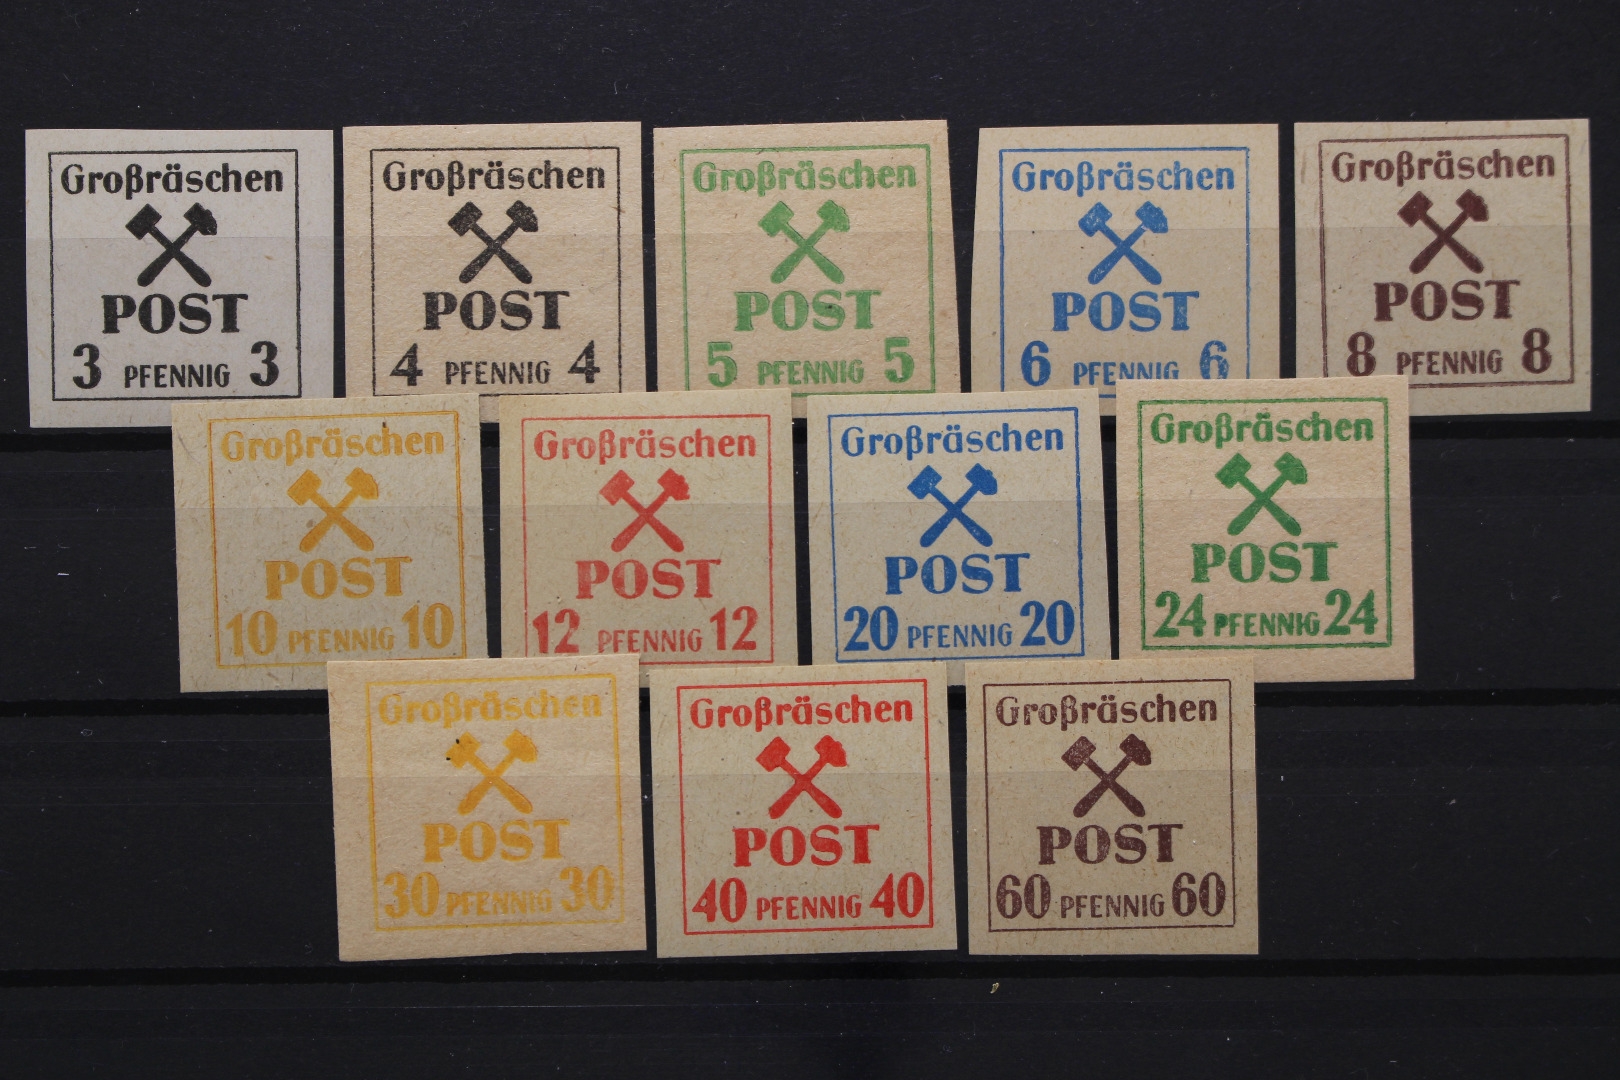 Großräschen
POST
3 PFENNIG 3
Großräschen
POST
4 PFENNIG 4
Großräschen
POST
5 PFENNIG 5
Großräschen
POST
6 PFENNIG 6
Großräschen
POST
8 PFENNIG 8
Großräschen
POST
10 PFENNIG 10
Großräschen
POST
12 PFENNIG 12
Großräschen
POST
20 PFENNIG 20
Großräschen
POST
24 PFENNIG 24
Großräschen
POST
30 PFENNIG 30
Großräschen
POST
40 PFENNIG 40
Großräschen
POST
60 PFENNIG 60